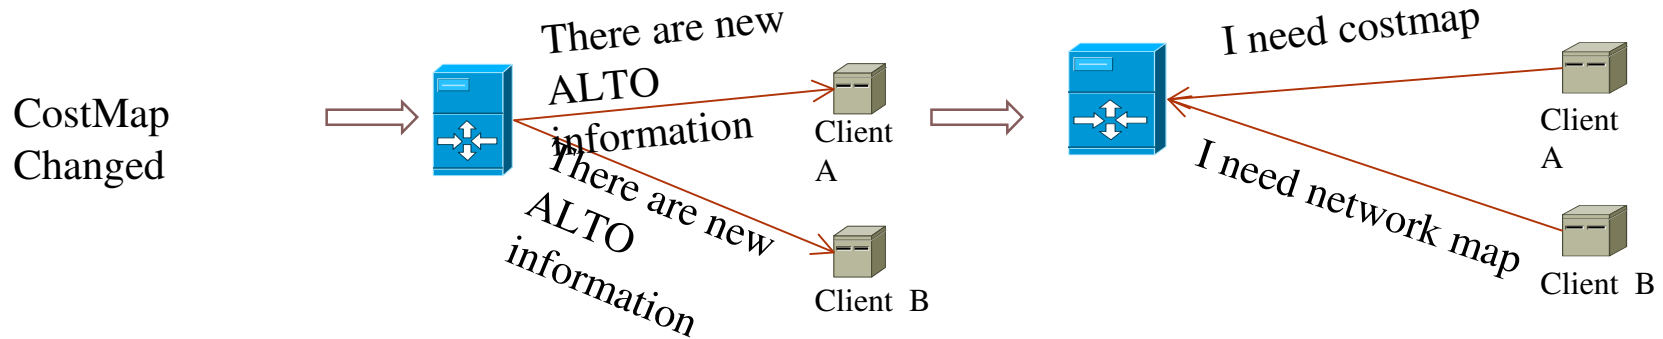 CostMap
Changed
There are new
ALTO
information
There are new
ALTO
information
Client
A
Client B
I need costmap
I need network map
Client
A
Client B